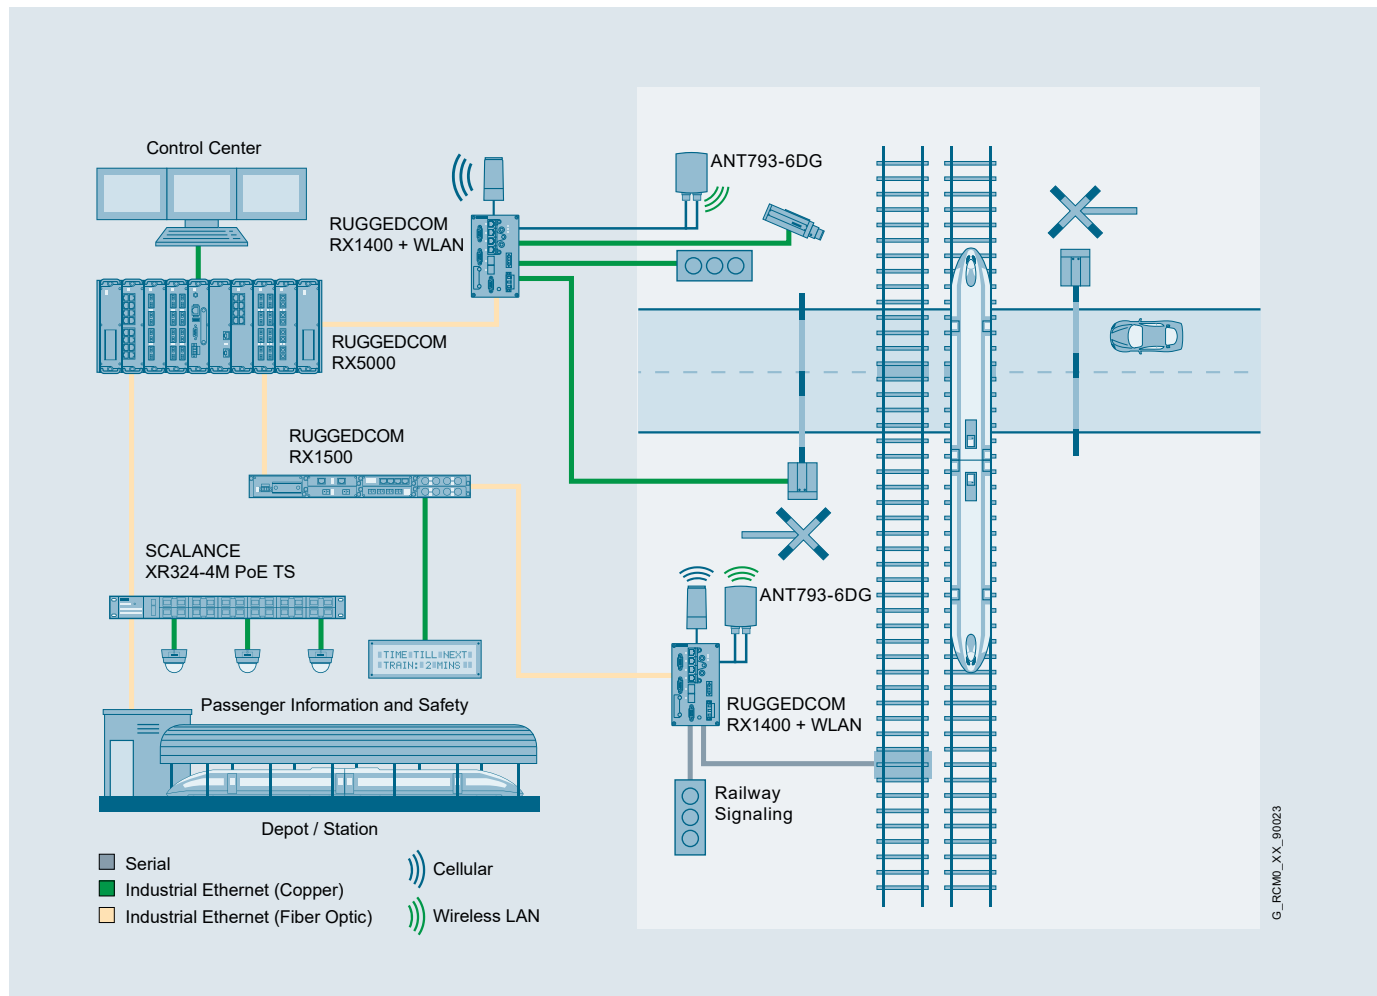 Control Center
RUGGEDCOM
RX1400 + WLAN
ANT793-6DG
RUGGEDCOM
RX5000
RUGGEDCOM
RX1500
SCALANCE
XR324-4M PoE TS
TIME TILL NEXT
TRAIN: 2 MINS
ANT793-6DG
RUGGEDCOM
RX1400 + WLAN
Passenger Information and Safety
Railway
Signaling
Depot / Station
Serial
Industrial Ethernet (Copper)
Industrial Ethernet (Fiber Optic)
Cellular
Wireless LAN
G_RCM0_XX_90023